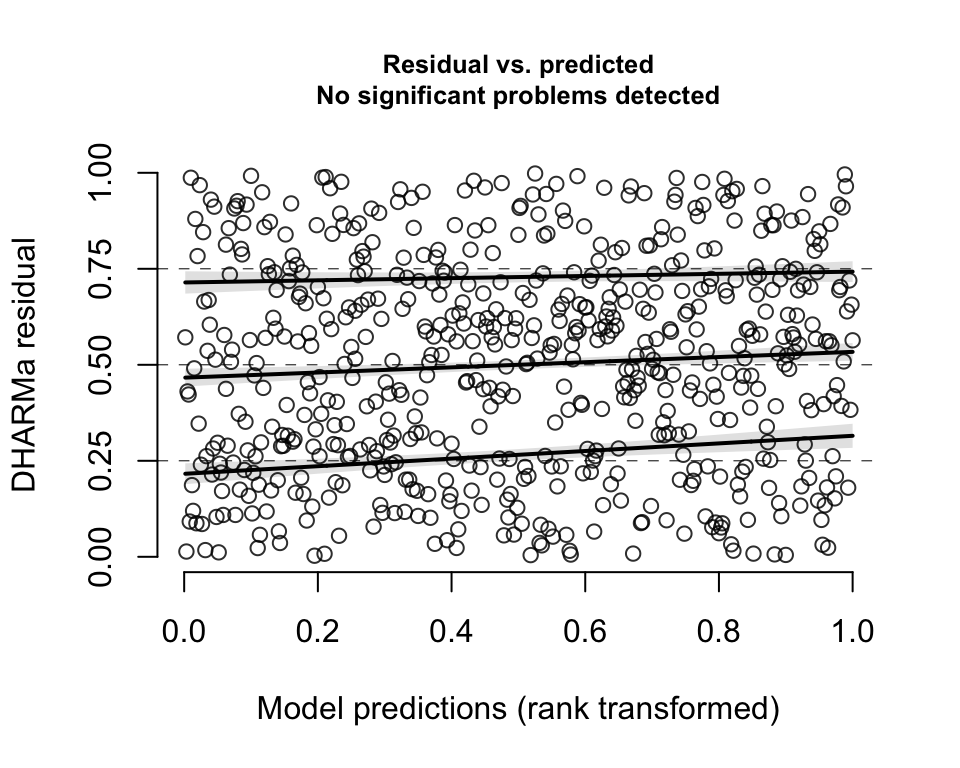 Residual vs. predicted
No significant problems detected
DHARMa residual
1.00
0.75
0.50
0.25
0.00
0.0 0.2 0.4 0.6 0.8 1.0
Model predictions (rank transformed)